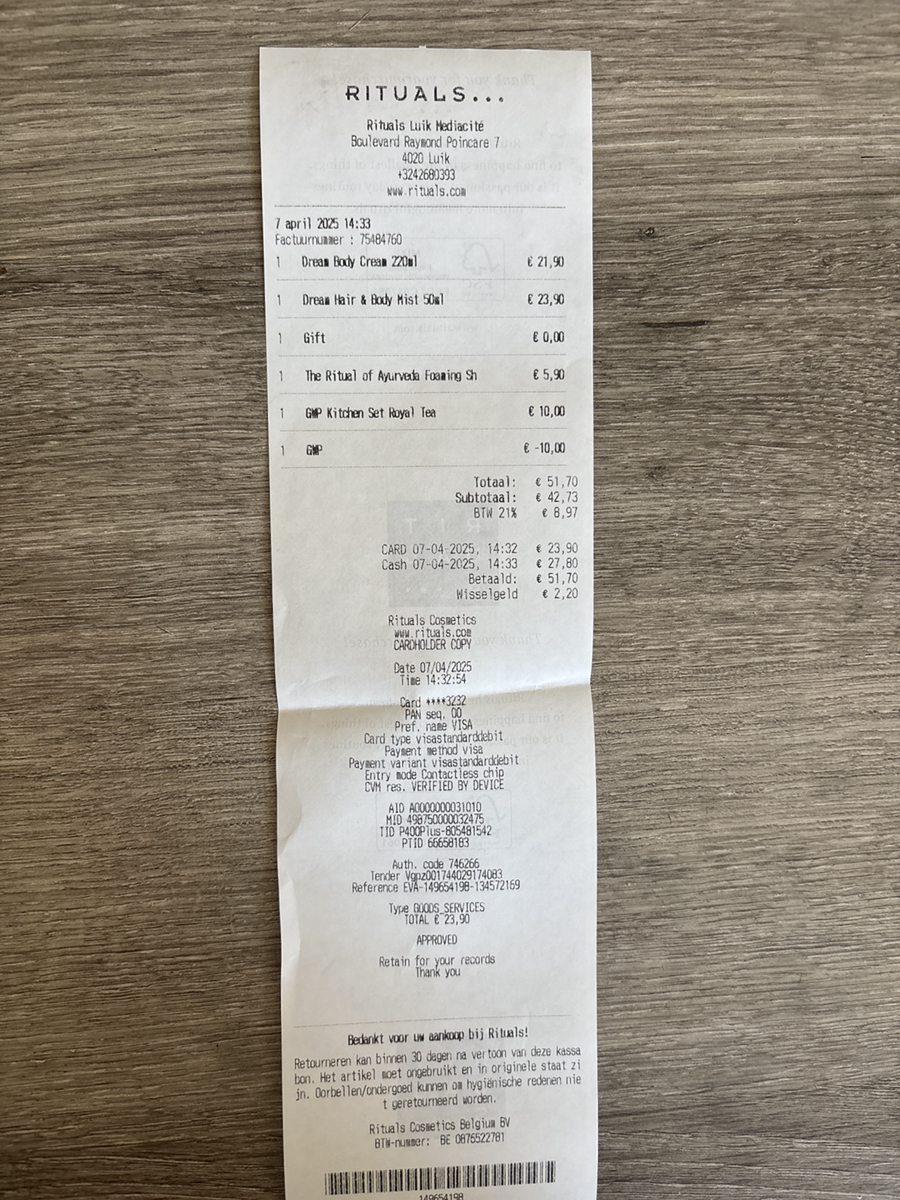 RITUALS...
Rituals Luik Mediacité
Boulevard Raymond Poincare 7
4020 Luik
+3242680393
www.rituals.com
7 april 2025 14:33
Factuurnummer : 75484760
1 Dream Body Cream 220ml € 21,90
1 Dream Hair & Body Mist 50ml € 23,90
1 Gift € 0,00
1 The Ritual of Ayurveda Foaming Sh € 5,90
1 GWP Kitchen Set Royal Tea € 10,00
1 GWP € -10,00
Totaal: € 51,70
Subtotaal: € 42,73
BTW 21% € 8,97
CARD 07-04-2025, 14:32 € 23,90
Cash 07-04-2025, 14:33 € 27,80
Betaald: € 51,70
Wisselgeld € 2,20
Rituals Cosmetics
www.rituals.com
CARDHOLDER COPY
Date 07/04/2025
Time 14:32:54
Card ****3232
PAN seq. 00
Pref. name VISA
Card type visastandarddebit
Payment method visa
Payment variant visastandarddebit
Entry mode Contactless chip
CVM res. VERIFIED BY DEVICE
AID A0000000031010
MID 498750000032475
TID P400Plus-805481542
PTID 66658183
Auth. code 746266
Tender Vgpz001744029174083
Reference EVA-149654198-134572169
Type GOODS_SERVICES
TOTAL € 23,90
APPROVED
Retain for your records
Thank you
Bedankt voor uw aankoop bij Rituals!
Retourneren kan binnen 30 dagen na vertoon van deze kassa
bon. Het artikel moet ongebruikt en in originele staat zi
jn. Oorbellen/ondergoed kunnen om hygiënische redenen nie
t geretourneerd worden.
Rituals Cosmetics Belgium BV
BTW-nummer: BE 0876522781
149654198